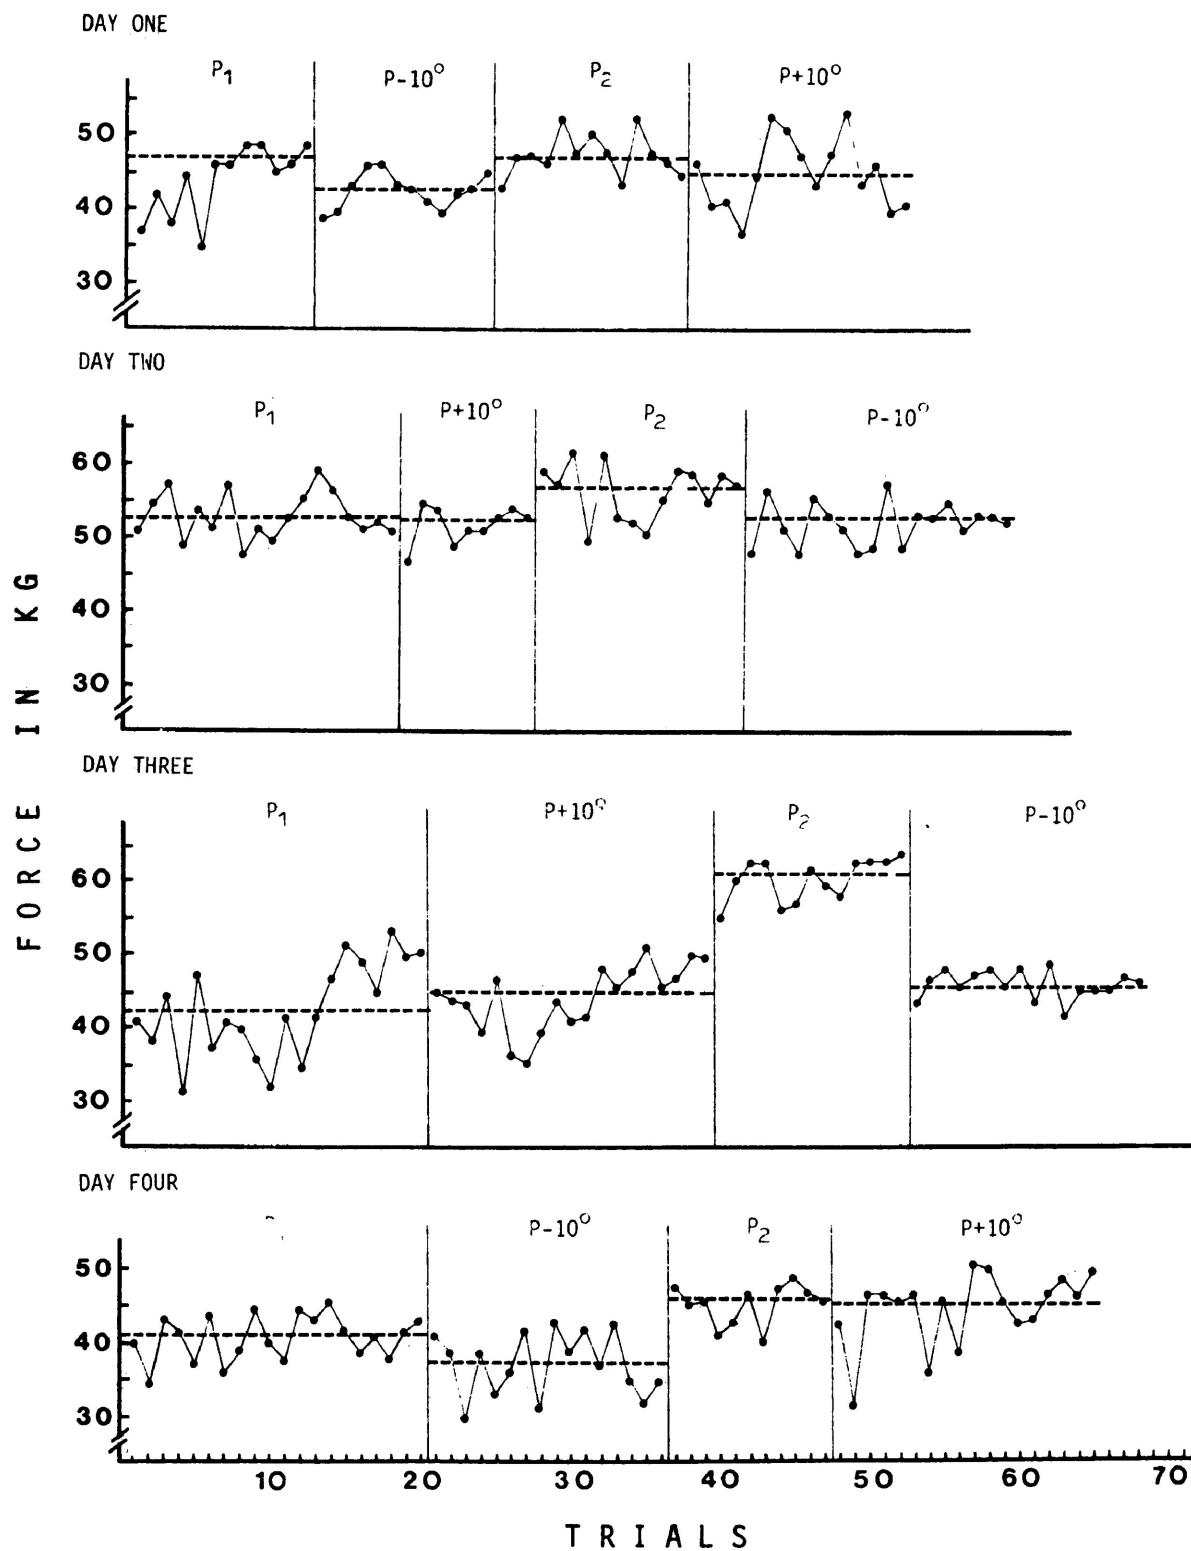 DAY ONE
P1 P-10° P2 P+10°
50
40
30
DAY TWO
P1 P+10° P2 P-10°
60
50
40
30
DAY THREE
P1 P+10° P2 P-10°
60
50
40
30
DAY FOUR
P-10° P2 P+10°
50
40
30
10 20 30 40 50 60 70
TRIALS
FORCE IN KG